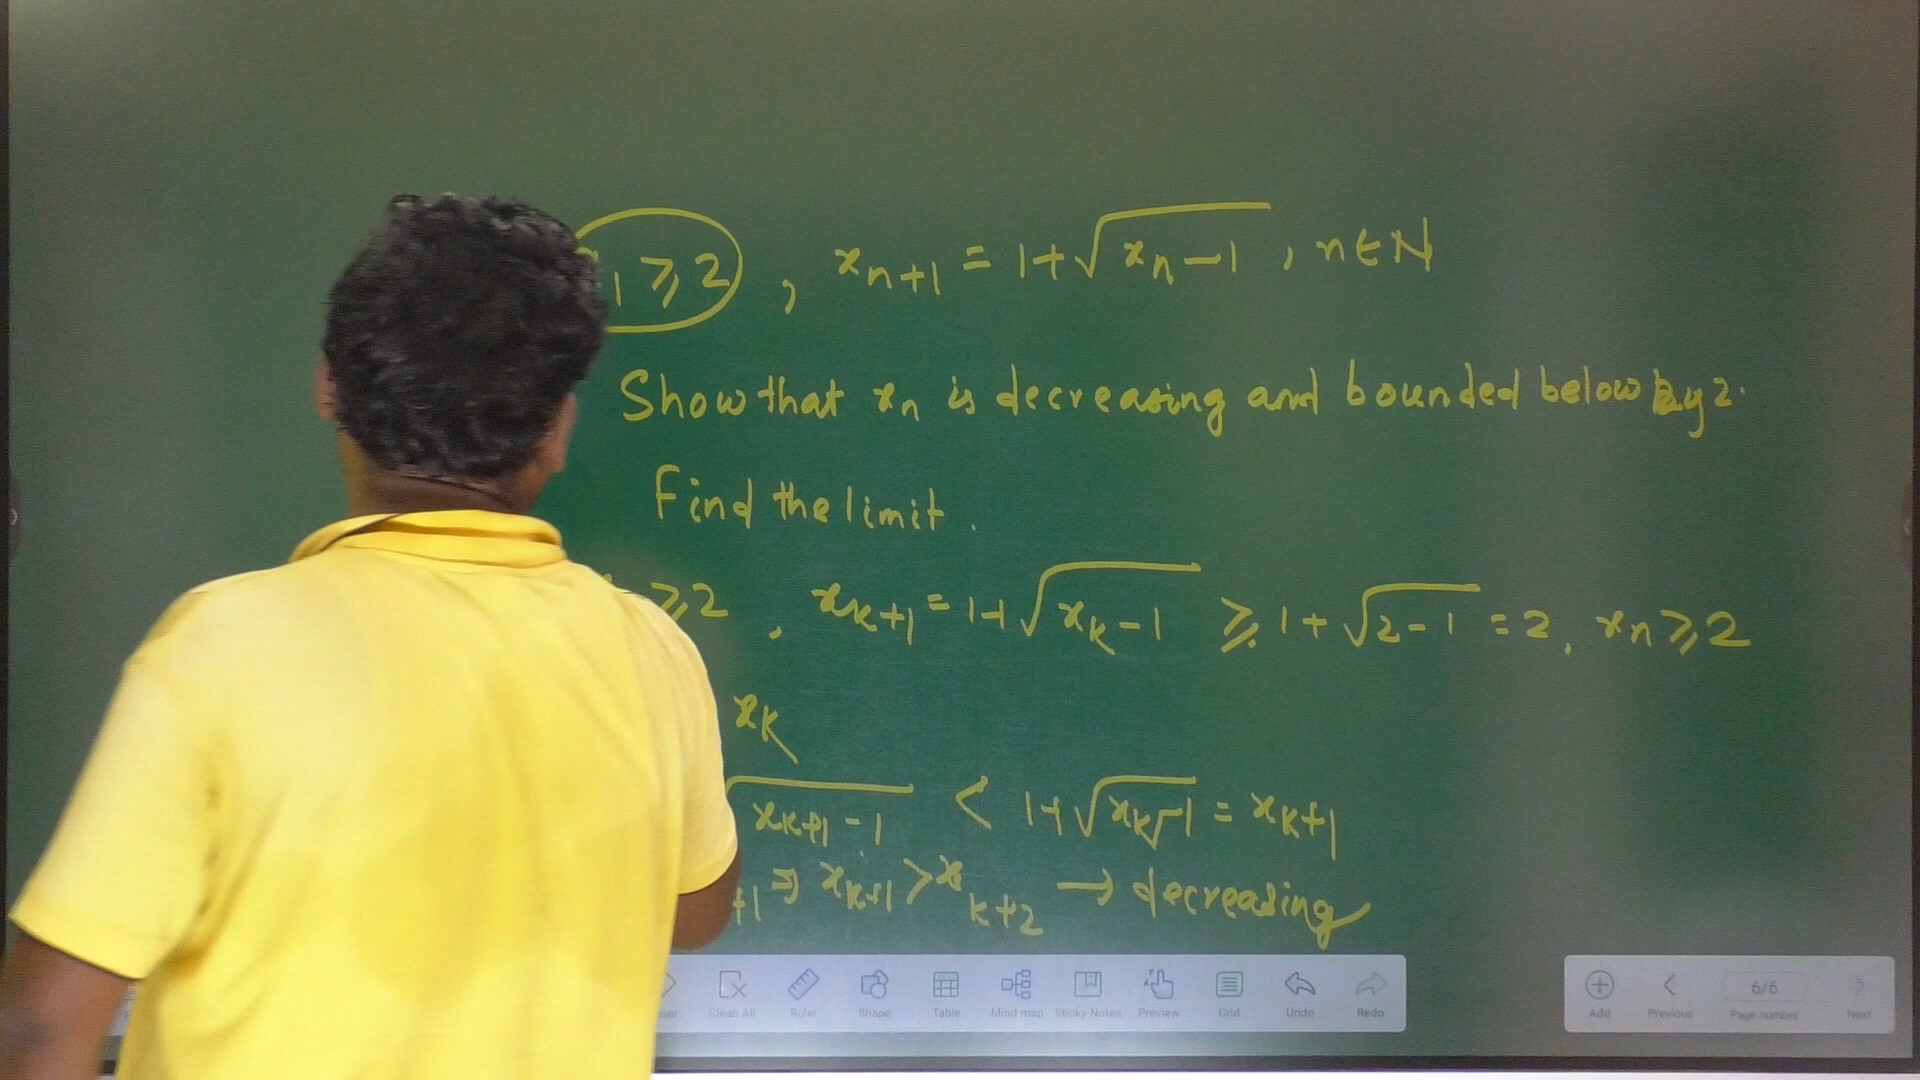 1 ≥ 2 , xₙ₊₁ = 1+√(xₙ-1) , n∈N
Show that xₙ is decreasing and bounded below by 2.
Find the limit.
≥ 2 , xₖ₊₁ = 1+√(xₖ-1) ≥ 1+√(2-1) = 2, xₙ ≥ 2
xₖ
√(xₖ₊₁-1) < 1+√(xₖ-1) = xₖ₊₁
+1 ⇒ xₖ₊₁ > xₖ₊₂ → decreasing
Clean All Ruler Shape Table Mind map Sticky-Notes Preview Grid Undo Redo
6/6
Add Previous Page number Next